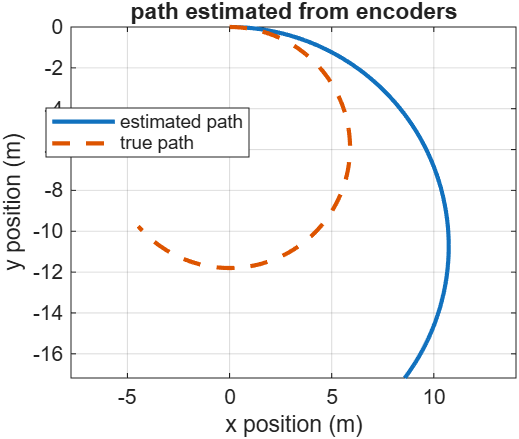 path estimated from encoders
0
-2
-4
-8
-10
-12
-14
-16
estimated path
true path
y position (m)
-5
0
5
10
x position (m)